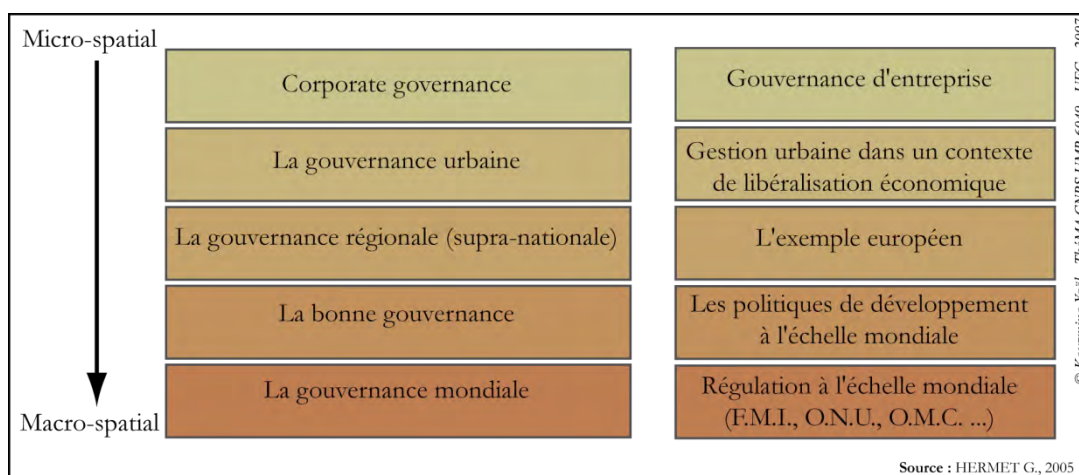 Micro-spatial
Corporate governance
Gouvernance d'entreprise
La gouvernance urbaine
Gestion urbaine dans un contexte
de libéralisation économique
La gouvernance régionale (supra-nationale)
L'exemple européen
La bonne gouvernance
Les politiques de développement
à l'échelle mondiale
La gouvernance mondiale
Régulation à l'échelle mondiale
(F.M.I., O.N.U., O.M.C. ...)
Macro-spatial
Source : HERMET G., 2005